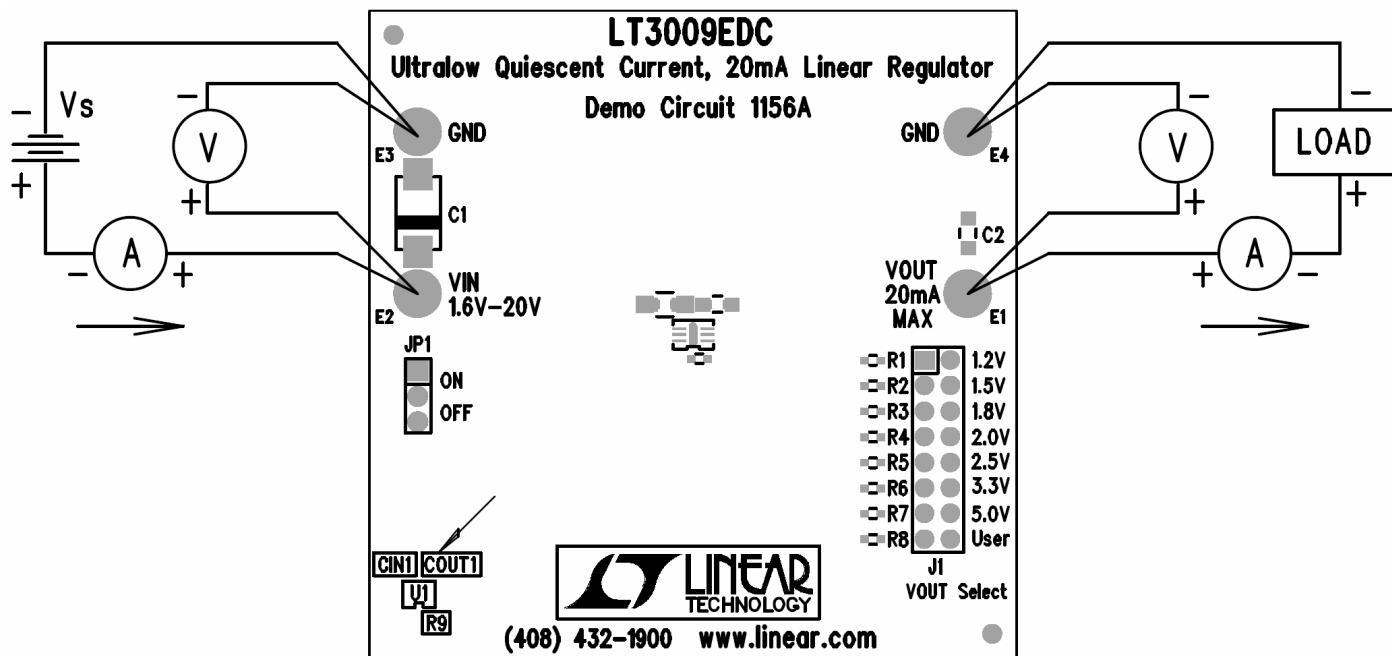 LT3009EDC
Ultralow Quiescent Current, 20mA Linear Regulator
Demo Circuit 1156A
- Vs
+
-
V
+
- A +
GND
E3
C1
VIN
1.6V-20V
E2
JP1
ON
OFF
GND
E4
C2
VOUT
20mA
MAX
E1
-
V
+
-
LOAD
+
+ A -
R1 1.2V
R2 1.5V
R3 1.8V
R4 2.0V
R5 2.5V
R6 3.3V
R7 5.0V
R8 User
J1
VOUT Select
CIN1 COUT1
U1
R9
LT LINEAR
TECHNOLOGY
(408) 432-1900 www.linear.com